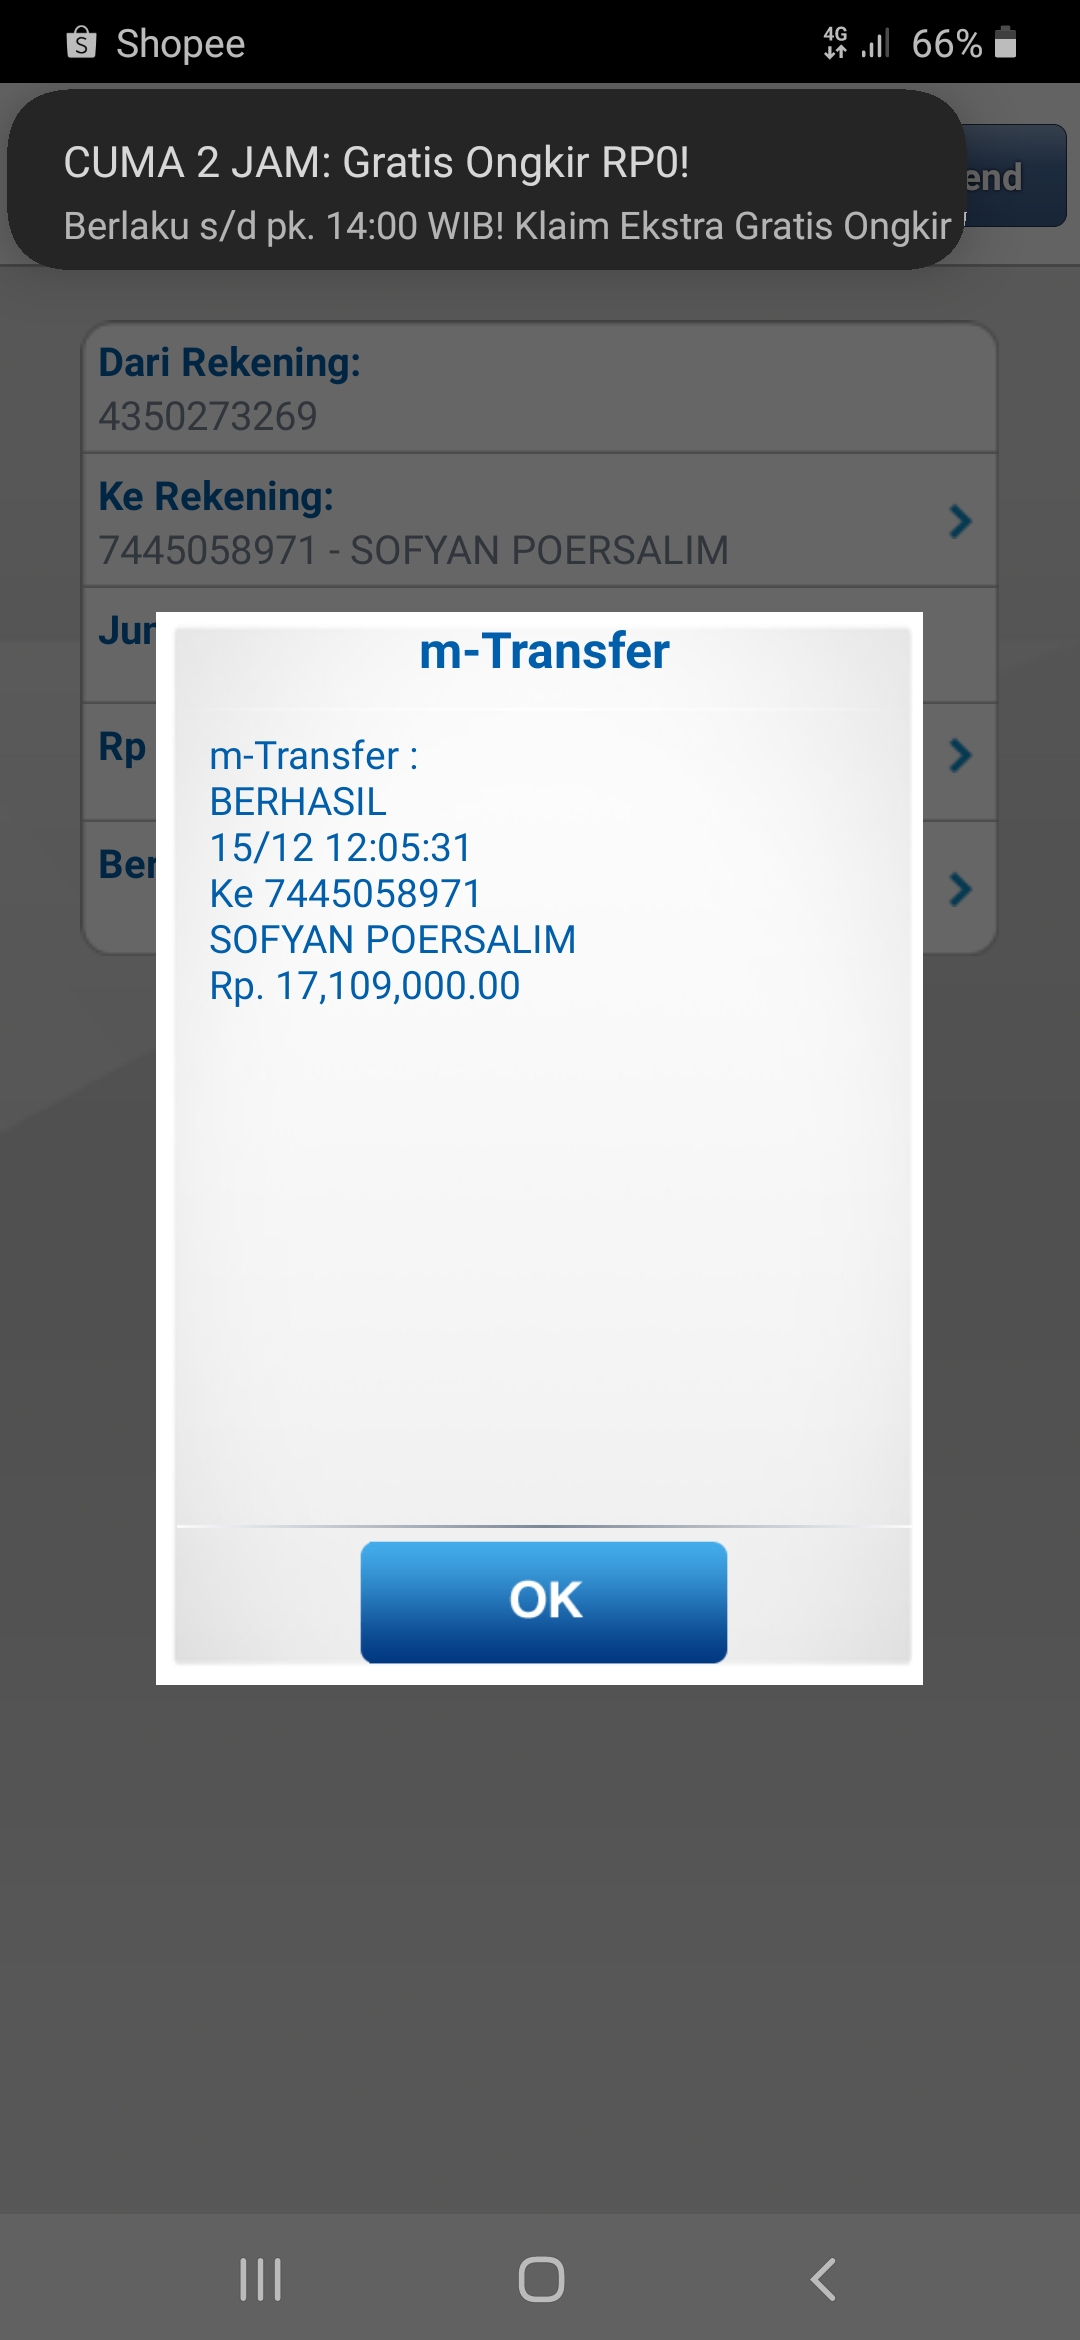 Shopee
4G 66%
CUMA 2 JAM: Gratis Ongkir RP0!
Berlaku s/d pk. 14:00 WIB! Klaim Ekstra Gratis Ongkir
end
Dari Rekening:
4350273269
Ke Rekening:
7445058971 - SOFYAN POERSALIM
Jum
Rp
Ber
m-Transfer
m-Transfer :
BERHASIL
15/12 12:05:31
Ke 7445058971
SOFYAN POERSALIM
Rp. 17,109,000.00
OK